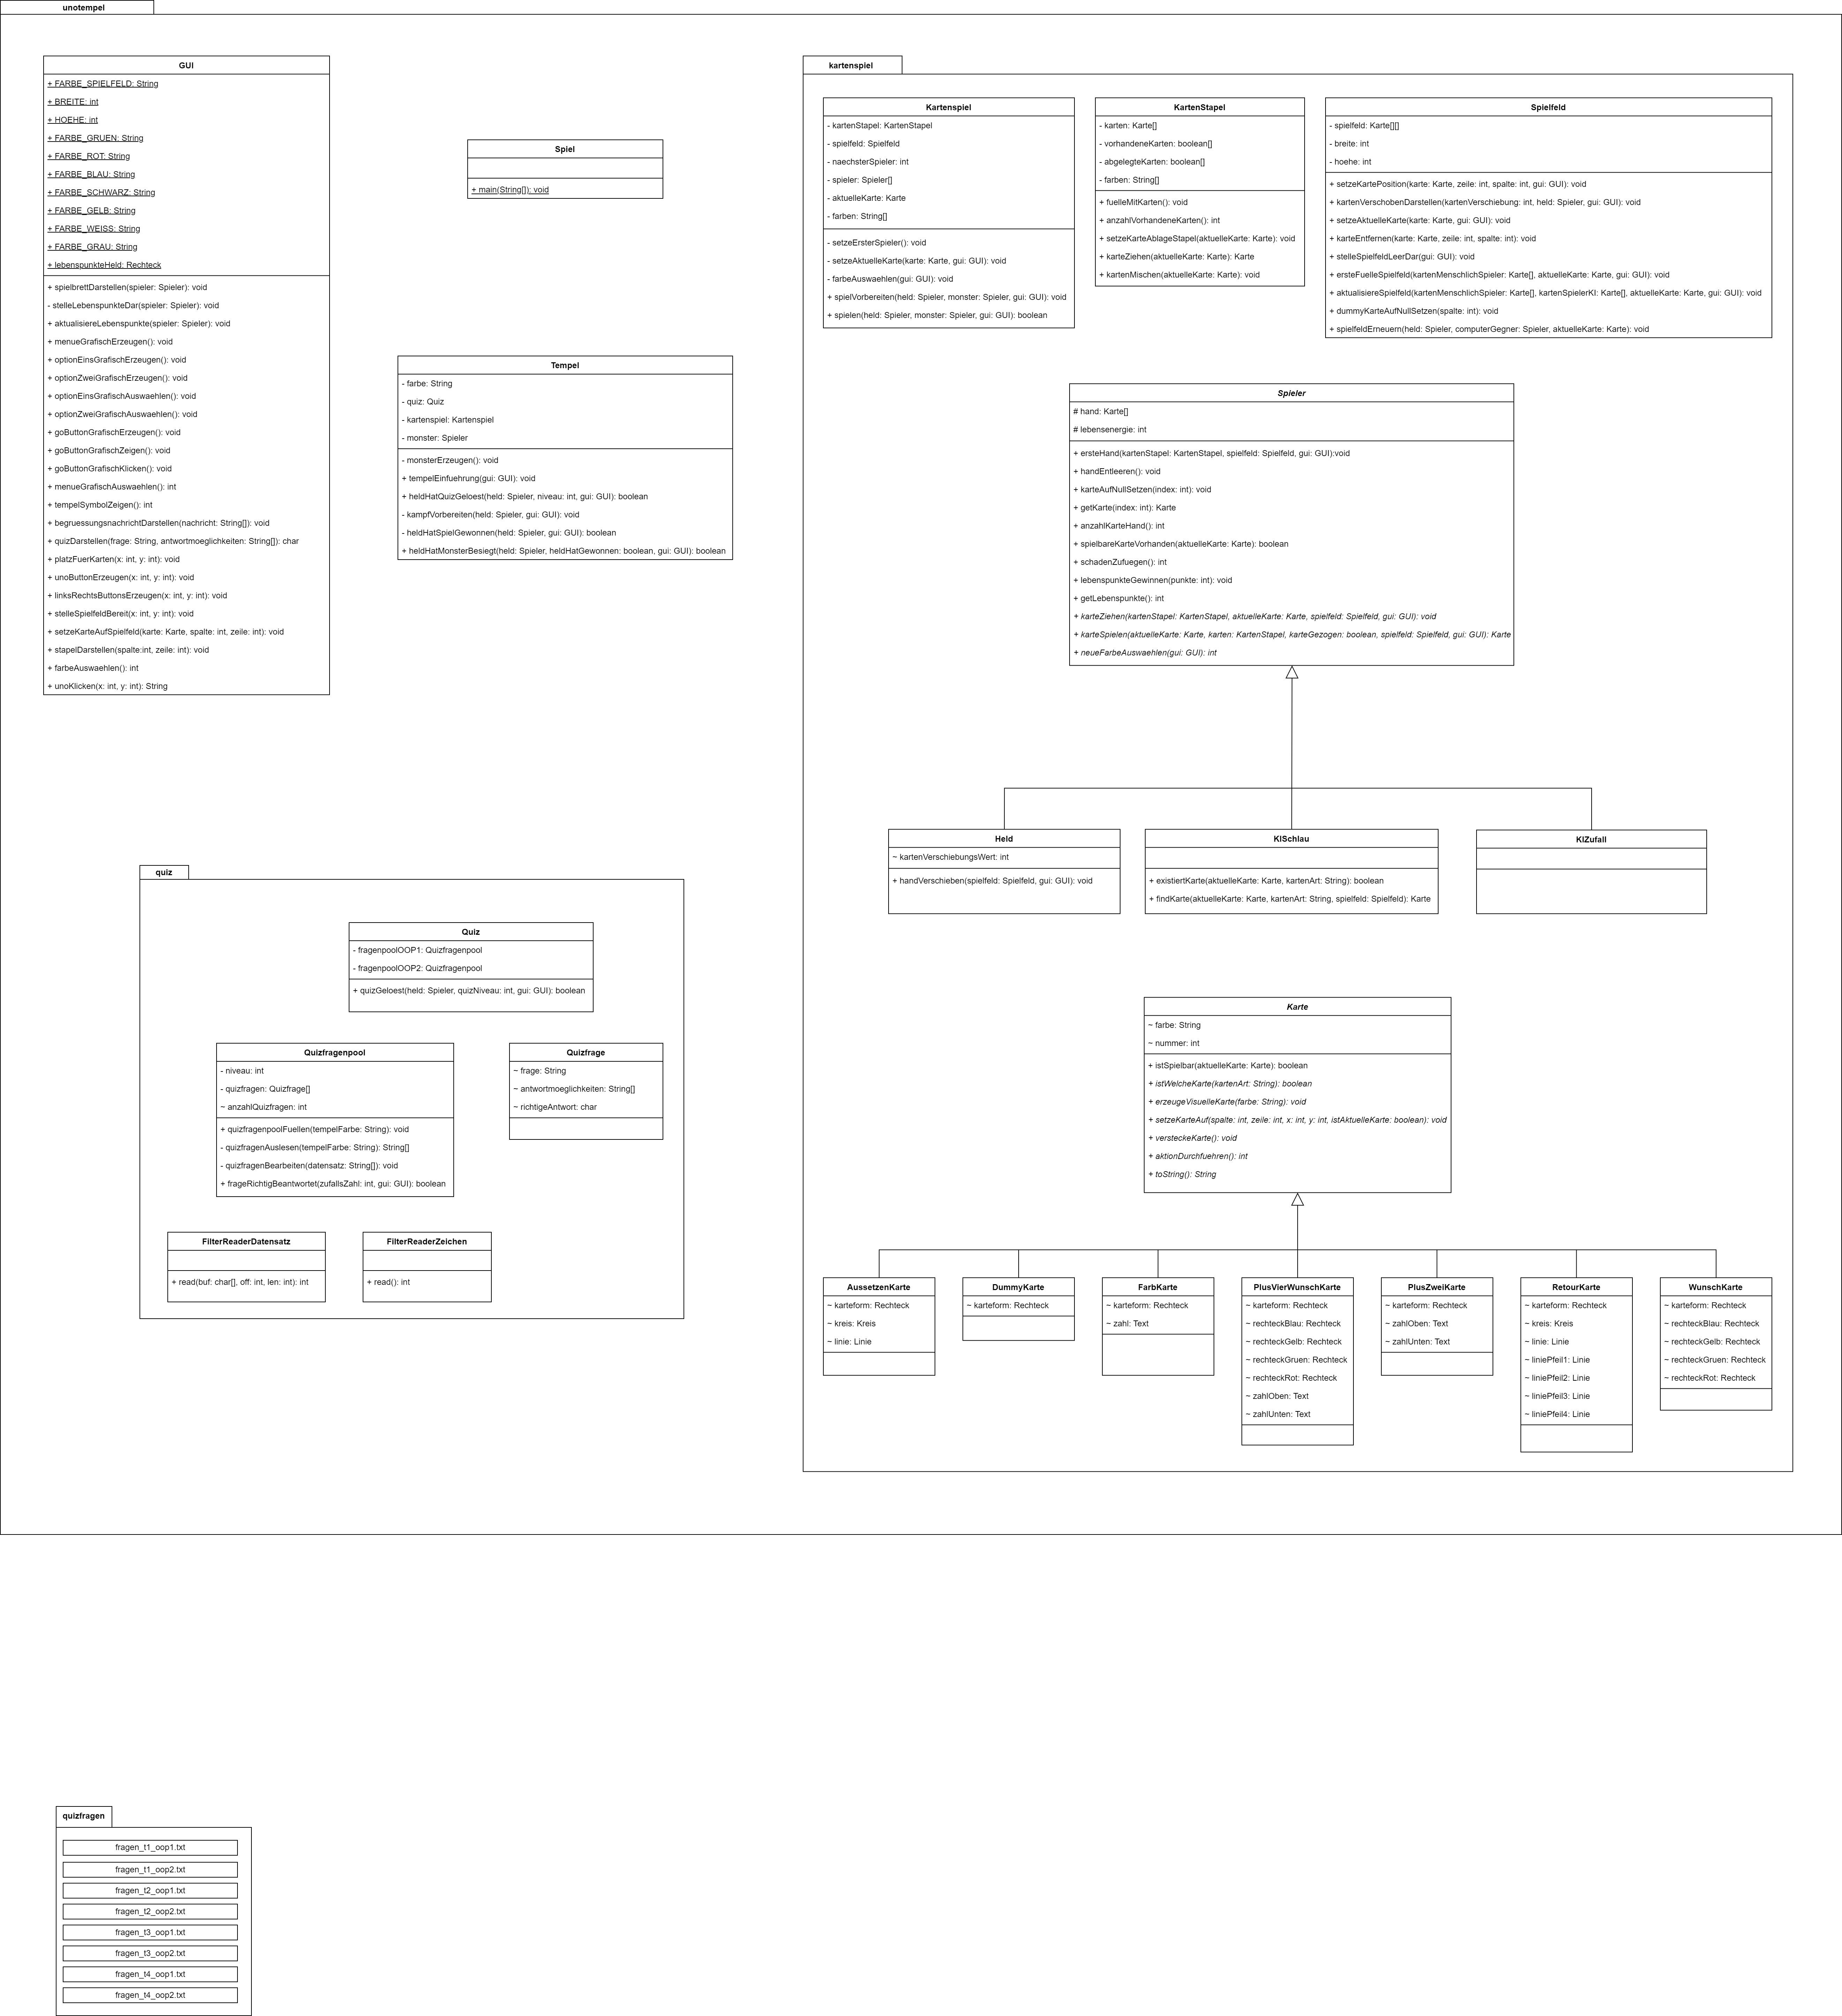 unotempel
GUI
+ FARBE_SPIELFELD: String
+ BREITE: int
+ HOEHE: int
+ FARBE_GRUEN: String
+ FARBE_ROT: String
+ FARBE_BLAU: String
+ FARBE_SCHWARZ: String
+ FARBE_GELB: String
+ FARBE_WEISS: String
+ FARBE_GRAU: String
+ lebenspunkteHeld: Rechteck
+ spielbrettDarstellen(spieler: Spieler): void
- stelleLebenspunkteDar(spieler: Spieler): void
+ aktualisiereLebenspunkte(spieler: Spieler): void
+ menueGrafischErzeugen(): void
+ optionEinsGrafischErzeugen(): void
+ optionZweiGrafischErzeugen(): void
+ optionEinsGrafischAuswaehlen(): void
+ optionZweiGrafischAuswaehlen(): void
+ goButtonGrafischErzeugen(): void
+ goButtonGrafischZeigen(): void
+ goButtonGrafischKlicken(): void
+ menueGrafischAuswaehlen(): int
+ tempelSymbolZeigen(): int
+ begruessungsnachrichtDarstellen(nachricht: String[]): void
+ quizDarstellen(frage: String, antwortmoeglichkeiten: String[]): char
+ platzFuerKarten(x: int, y: int): void
+ unoButtonErzeugen(x: int, y: int): void
+ linksRechtsButtonsErzeugen(x: int, y: int): void
+ stelleSpielfeldBereit(x: int, y: int): void
+ setzeKarteAufSpielfeld(karte: Karte, spalte: int, zeile: int): void
+ stapelDarstellen(spalte:int, zeile: int): void
+ farbeAuswaehlen(): int
+ unoKlicken(x: int, y: int): String
Spiel
+ main(String[]): void
Tempel
- farbe: String
- quiz: Quiz
- kartenspiel: Kartenspiel
- monster: Spieler
- monsterErzeugen(): void
+ tempelEinfuehrung(gui: GUI): void
+ heldHatQuizGeloest(held: Spieler, niveau: int, gui: GUI): boolean
- kampfVorbereiten(held: Spieler, gui: GUI): void
- heldHatSpielGewonnen(held: Spieler, gui: GUI): boolean
+ heldHatMonsterBesiegt(held: Spieler, heldHatGewonnen: boolean, gui: GUI): boolean
quiz
Quiz
- fragenpoolOOP1: Quizfragenpool
- fragenpoolOOP2: Quizfragenpool
+ quizGeloest(held: Spieler, quizNiveau: int, gui: GUI): boolean
Quizfragenpool
- niveau: int
- quizfragen: Quizfrage[]
~ anzahlQuizfragen: int
+ quizfragenpoolFuellen(tempelFarbe: String): void
- quizfragenAuslesen(tempelFarbe: String): String[]
- quizfragenBearbeiten(datensatz: String[]): void
+ frageRichtigBeantwortet(zufallsZahl: int, gui: GUI): boolean
Quizfrage
~ frage: String
~ antwortmoeglichkeiten: String[]
~ richtigeAntwort: char
FilterReaderDatensatz
+ read(buf: char[], off: int, len: int): int
FilterReaderZeichen
+ read(): int
kartenspiel
Kartenspiel
- kartenStapel: KartenStapel
- spielfeld: Spielfeld
- naechsterSpieler: int
- spieler: Spieler[]
- aktuelleKarte: Karte
- farben: String[]
- setzeErsterSpieler(): void
- setzeAktuelleKarte(karte: Karte, gui: GUI): void
- farbeAuswaehlen(gui: GUI): void
+ spielVorbereiten(held: Spieler, monster: Spieler, gui: GUI): void
+ spielen(held: Spieler, monster: Spieler, gui: GUI): boolean
KartenStapel
- karten: Karte[]
- vorhandeneKarten: boolean[]
- abgelegteKarten: boolean[]
- farben: String[]
+ fuelleMitKarten(): void
+ anzahlVorhandeneKarten(): int
+ setzeKarteAblageStapel(aktuelleKarte: Karte): void
+ karteZiehen(aktuelleKarte: Karte): Karte
+ kartenMischen(aktuelleKarte: Karte): void
Spielfeld
- spielfeld: Karte[][]
- breite: int
- hoehe: int
+ setzeKartePosition(karte: Karte, zeile: int, spalte: int, gui: GUI): void
+ kartenVerschobenDarstellen(kartenVerschiebung: int, held: Spieler, gui: GUI): void
+ setzeAktuelleKarte(karte: Karte, gui: GUI): void
+ karteEntfernen(karte: Karte, zeile: int, spalte: int): void
+ stelleSpielfeldLeerDar(gui: GUI): void
+ ersteFuelleSpielfeld(kartenMenschlichSpieler: Karte[], aktuelleKarte: Karte, gui: GUI): void
+ aktualisiereSpielfeld(kartenMenschlichSpieler: Karte[], kartenSpielerKI: Karte[], aktuelleKarte: Karte, gui: GUI): void
+ dummyKarteAufNullSetzen(spalte: int): void
+ spielfeldErneuern(held: Spieler, computerGegner: Spieler, aktuelleKarte: Karte): void
Spieler
# hand: Karte[]
# lebensenergie: int
+ ersteHand(kartenStapel: KartenStapel, spielfeld: Spielfeld, gui: GUI):void
+ handEntleeren(): void
+ karteAufNullSetzen(index: int): void
+ getKarte(index: int): Karte
+ anzahlKarteHand(): int
+ spielbareKarteVorhanden(aktuelleKarte: Karte): boolean
+ schadenZufuegen(): int
+ lebenspunkteGewinnen(punkte: int): void
+ getLebenspunkte(): int
+ karteZiehen(kartenStapel: KartenStapel, aktuelleKarte: Karte, spielfeld: Spielfeld, gui: GUI): void
+ karteSpielen(aktuelleKarte: Karte, karten: KartenStapel, karteGezogen: boolean, spielfeld: Spielfeld, gui: GUI): Karte
+ neueFarbeAuswaehlen(gui: GUI): int
Held
~ kartenVerschiebungsWert: int
+ handVerschieben(spielfeld: Spielfeld, gui: GUI): void
KISchlau
+ existiertKarte(aktuelleKarte: Karte, kartenArt: String): boolean
+ findKarte(aktuelleKarte: Karte, kartenArt: String, spielfeld: Spielfeld): Karte
KIZufall
Karte
~ farbe: String
~ nummer: int
+ istSpielbar(aktuelleKarte: Karte): boolean
+ istWelcheKarte(kartenArt: String): boolean
+ erzeugeVisuelleKarte(farbe: String): void
+ setzeKarteAuf(spalte: int, zeile: int, x: int, y: int, istAktuelleKarte: boolean): void
+ versteckeKarte(): void
+ aktionDurchfuehren(): int
+ toString(): String
AussetzenKarte
~ karteform: Rechteck
~ kreis: Kreis
~ linie: Linie
DummyKarte
~ karteform: Rechteck
FarbKarte
~ karteform: Rechteck
~ zahl: Text
PlusVierWunschKarte
~ karteform: Rechteck
~ rechteckBlau: Rechteck
~ rechteckGelb: Rechteck
~ rechteckGruen: Rechteck
~ rechteckRot: Rechteck
~ zahlOben: Text
~ zahlUnten: Text
PlusZweiKarte
~ karteform: Rechteck
~ zahlOben: Text
~ zahlUnten: Text
RetourKarte
~ karteform: Rechteck
~ kreis: Kreis
~ linie: Linie
~ liniePfeil1: Linie
~ liniePfeil2: Linie
~ liniePfeil3: Linie
~ liniePfeil4: Linie
WunschKarte
~ karteform: Rechteck
~ rechteckBlau: Rechteck
~ rechteckGelb: Rechteck
~ rechteckGruen: Rechteck
~ rechteckRot: Rechteck
quizfragen
fragen_t1_oop1.txt
fragen_t1_oop2.txt
fragen_t2_oop1.txt
fragen_t2_oop2.txt
fragen_t3_oop1.txt
fragen_t3_oop2.txt
fragen_t4_oop1.txt
fragen_t4_oop2.txt